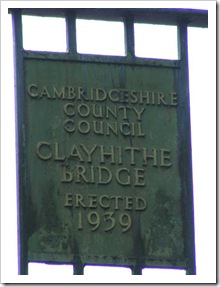 CAMBRIDGESHIRE
COUNTY
COUNCIL
CLAYHITHE
BRIDGE
ERECTED
1939